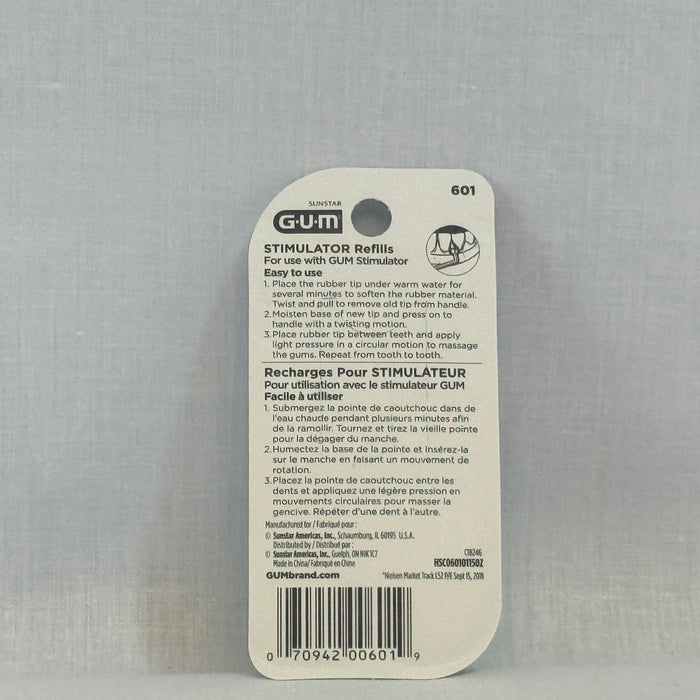 601
SUNSTAR
G·U·M
STIMULATOR Refills
For use with GUM Stimulator
Easy to use
1. Place the rubber tip under warm water for
several minutes to soften the rubber material.
Twist and pull to remove old tip from handle.
2. Moisten base of new tip and press on to
handle with a twisting motion.
3. Place rubber tip between teeth and apply
light pressure in a circular motion to massage
the gums. Repeat from tooth to tooth.
Recharges Pour STIMULATEUR
Pour utilisation avec le stimulateur GUM
Facile à utiliser
1. Submergez la pointe de caoutchouc dans de
l'eau chaude pendant plusieurs minutes afin
de la ramollir. Tournez et tirez la vieille pointe
pour la dégager du manche.
2. Humectez la base de la pointe et insérez-la
sur le manche en faisant un mouvement de
rotation.
3. Placez la pointe de caoutchouc entre les
dents et appliquez une légère pression en
mouvements circulaires pour masser la
gencive. Répéter d'une dent à l'autre.
Manufactured for / Fabriqué pour :
© Sunstar Americas, Inc., Schaumburg, IL 60195 U.S.A.
Distributed by / Distribué par :
© Sunstar Americas, Inc., Guelph, ON N1K 1C7 C18246
Made in China/ Fabriqué en Chine HSC060101150Z
GUMbrand.com *Nielsen Market Track L52 P/E Sept 15, 2018
0 70942 00601 9